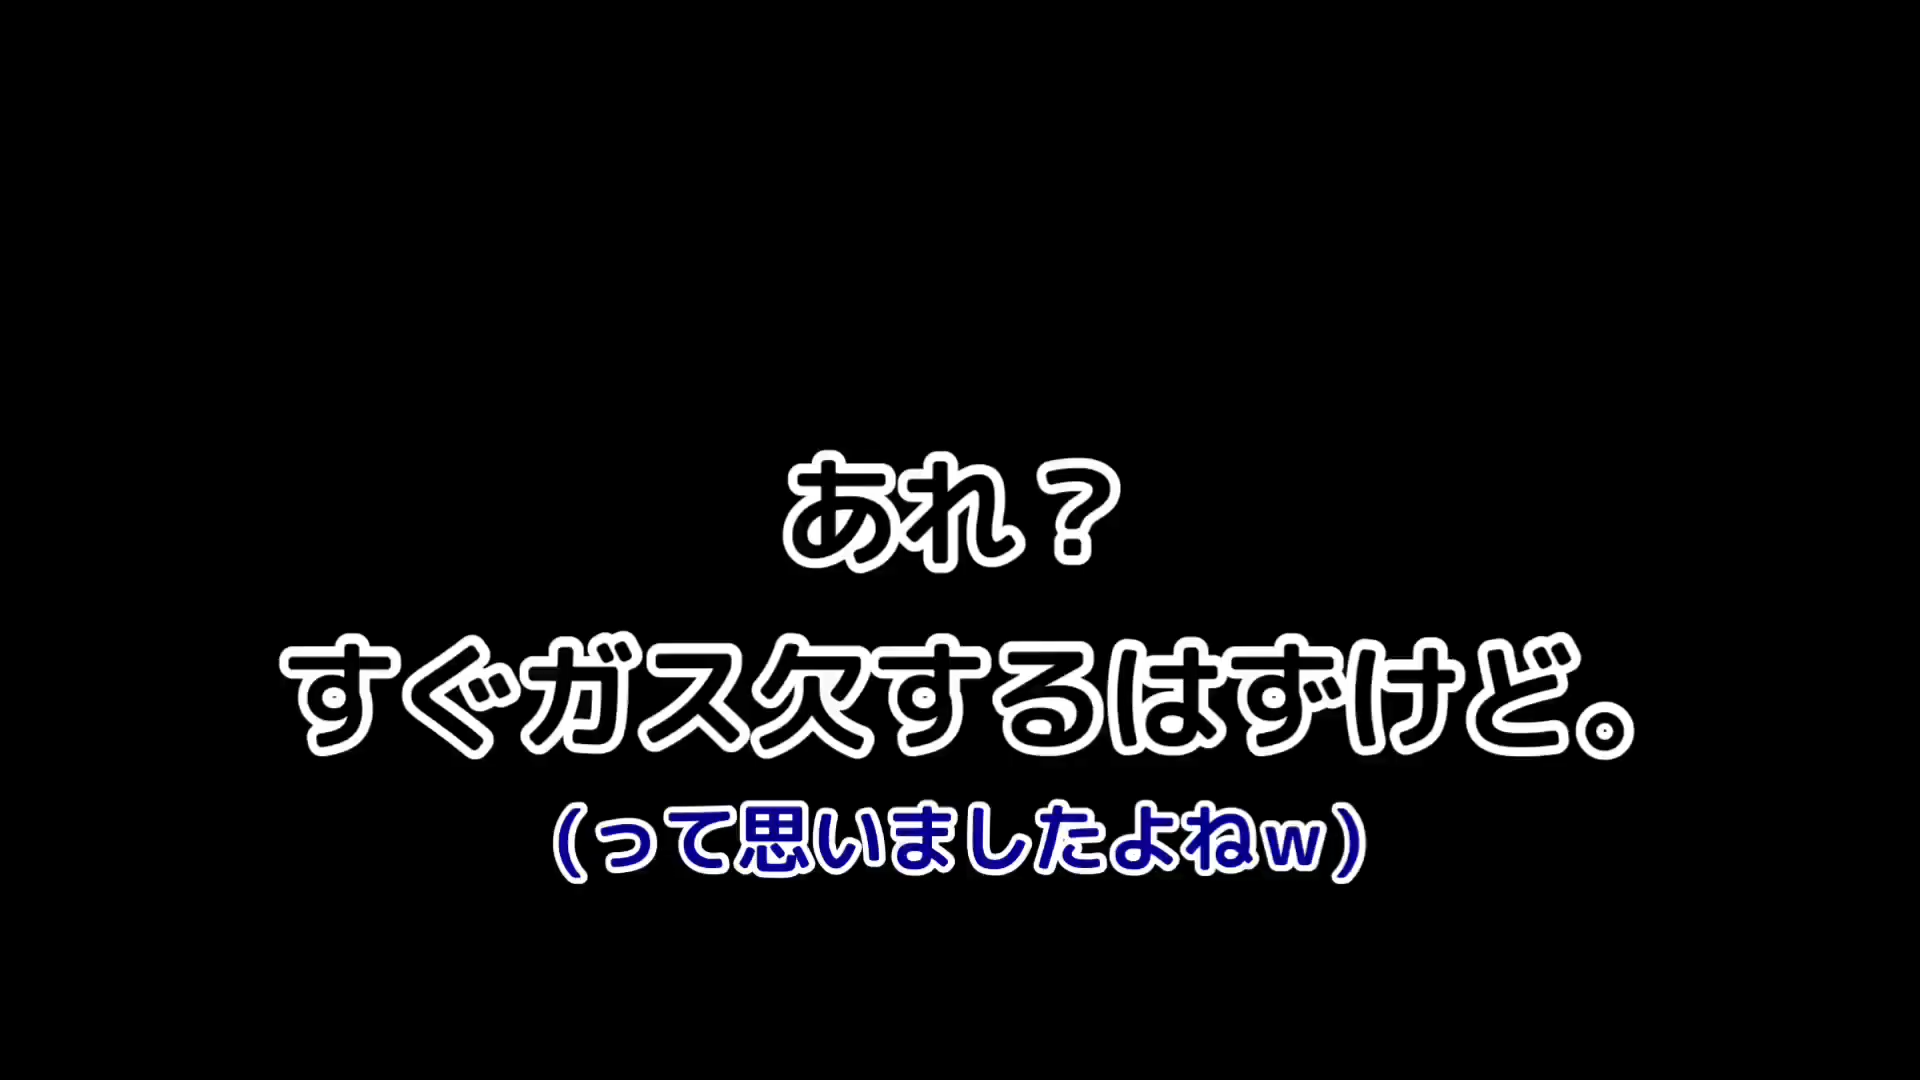 あれ？
すぐガス欠するはずけど。
（って思いましたよねw）